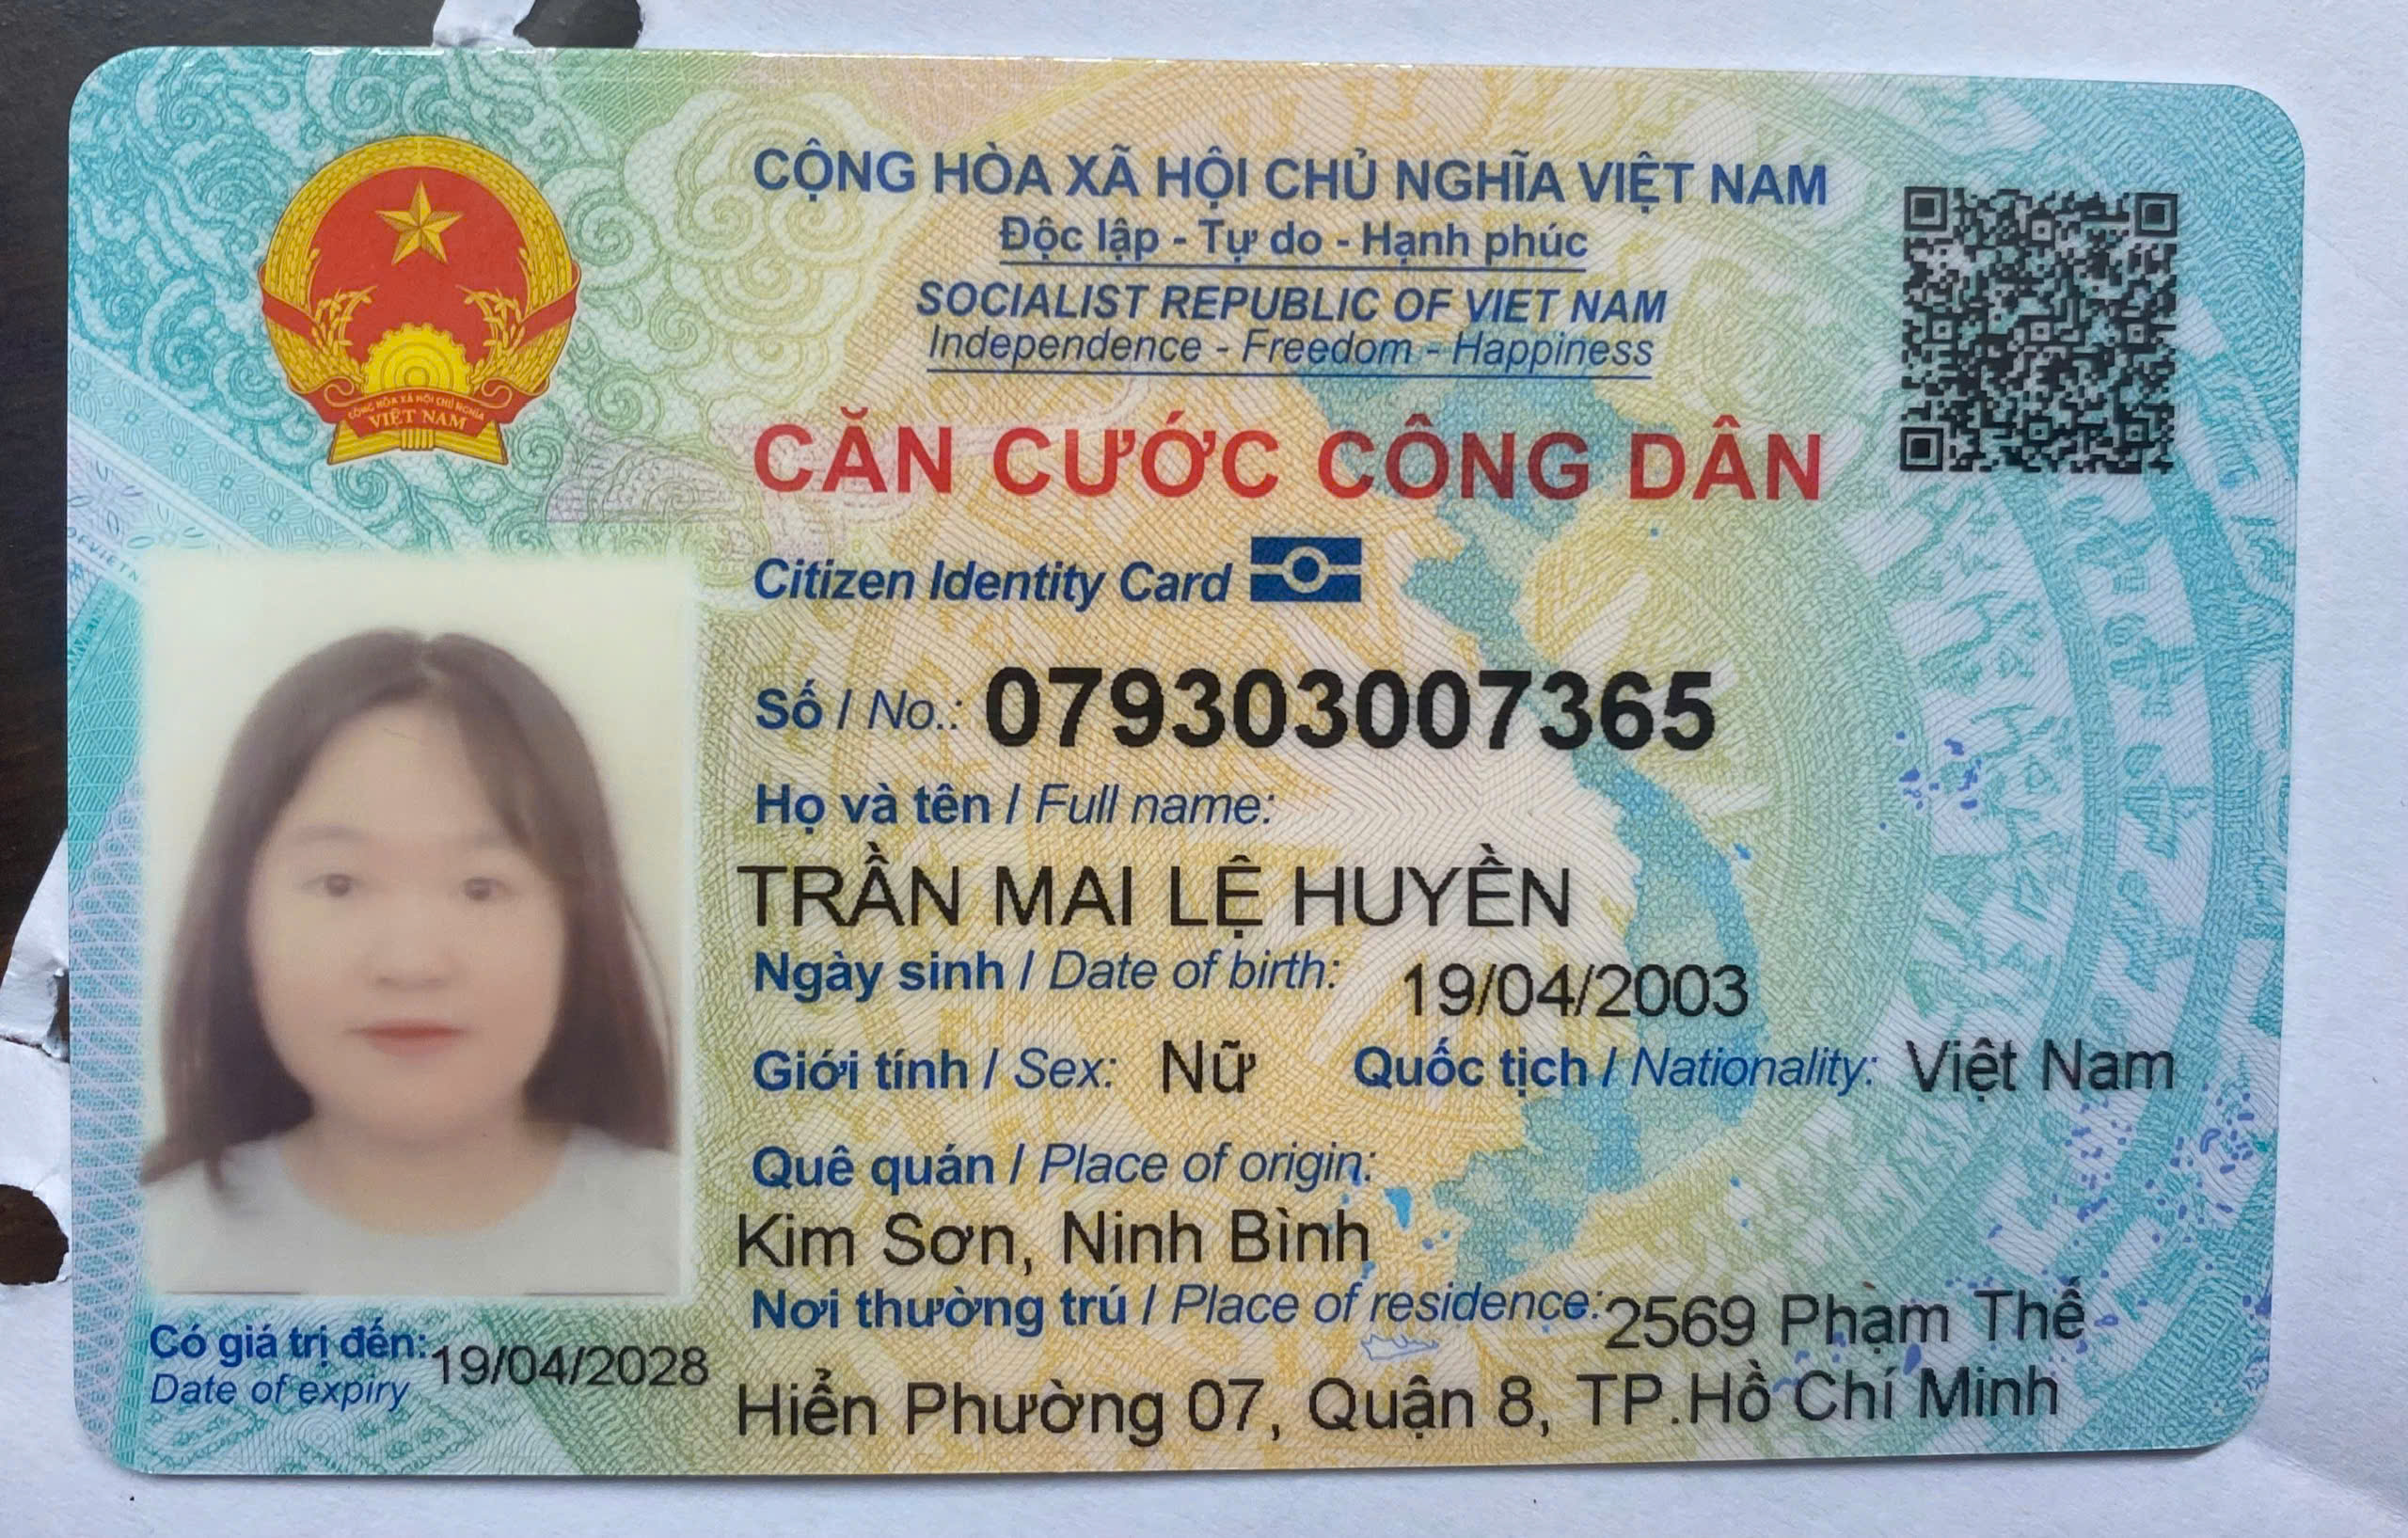 CỘNG HÒA XÃ HỘI CHỦ NGHĨA VIỆT NAM
Độc lập - Tự do - Hạnh phúc
SOCIALIST REPUBLIC OF VIET NAM
Independence - Freedom - Happiness
CỘNG HÒA XÃ HỘI CHỦ NGHĨA
VIỆT NAM
CĂN CƯỚC CÔNG DÂN
Citizen Identity Card
Số / No.: 079303007365
Họ và tên / Full name:
TRẦN MAI LỆ HUYỀN
Ngày sinh / Date of birth: 19/04/2003
Giới tính / Sex: Nữ Quốc tịch / Nationality: Việt Nam
Quê quán / Place of origin:
Kim Sơn, Ninh Bình
Nơi thường trú / Place of residence: 2569 Phạm Thế
Hiển Phường 07, Quận 8, TP.Hồ Chí Minh
Có giá trị đến: 19/04/2028
Date of expiry